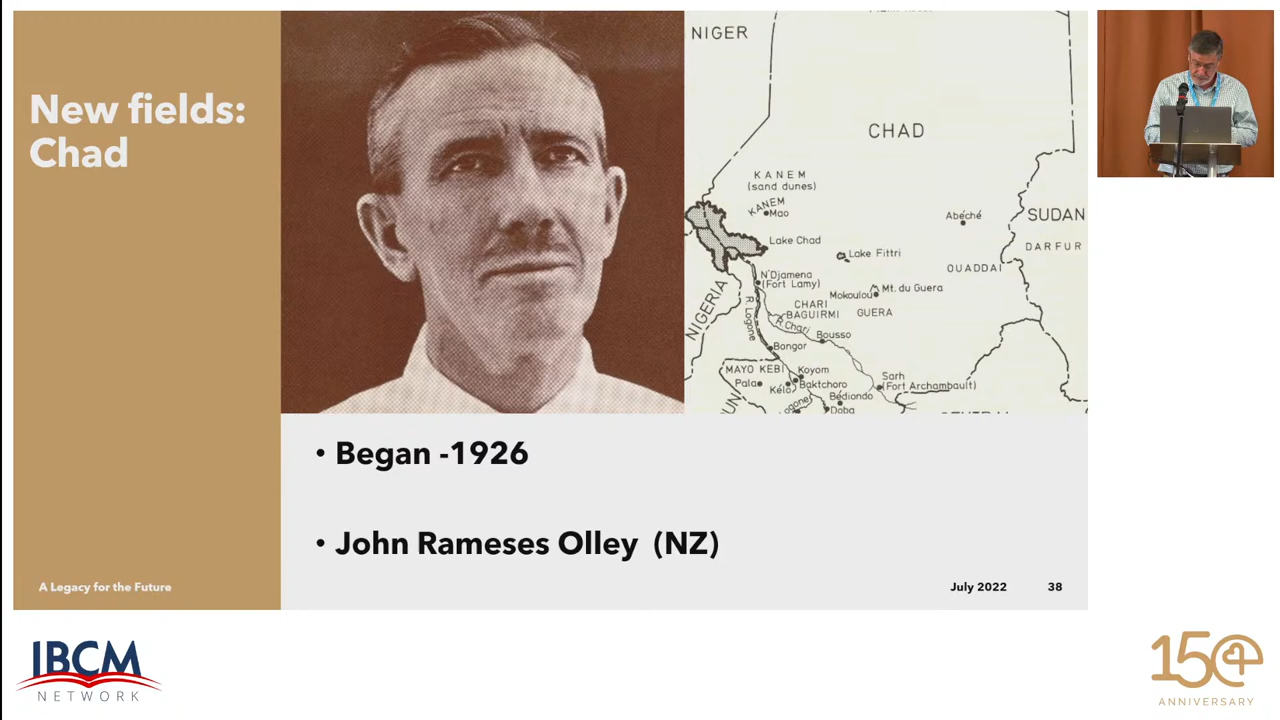 New fields:
Chad
NIGER
CHAD
KANEM
(sand dunes)
KANEM
Mao
Abéché
SUDAN
DARFUR
Lake Chad
Lake Fittri
OUADDAI
N'Djamena
(Fort Lamy)
Mt. du Guera
Mokoulou
NIGERIA
R. Logone
CHARI
BAGUIRMI
GUERA
R. Chari
Bousso
Bangor
MAYO KEBI
Koyom
Pala
Kélo
Baktchoro
Sarh
(Fort Archambault)
Bédiondo
Doba
• Began -1926
• John Rameses Olley (NZ)
A Legacy for the Future
July 2022
38
IBCM
NETWORK
150
ANNIVERSARY